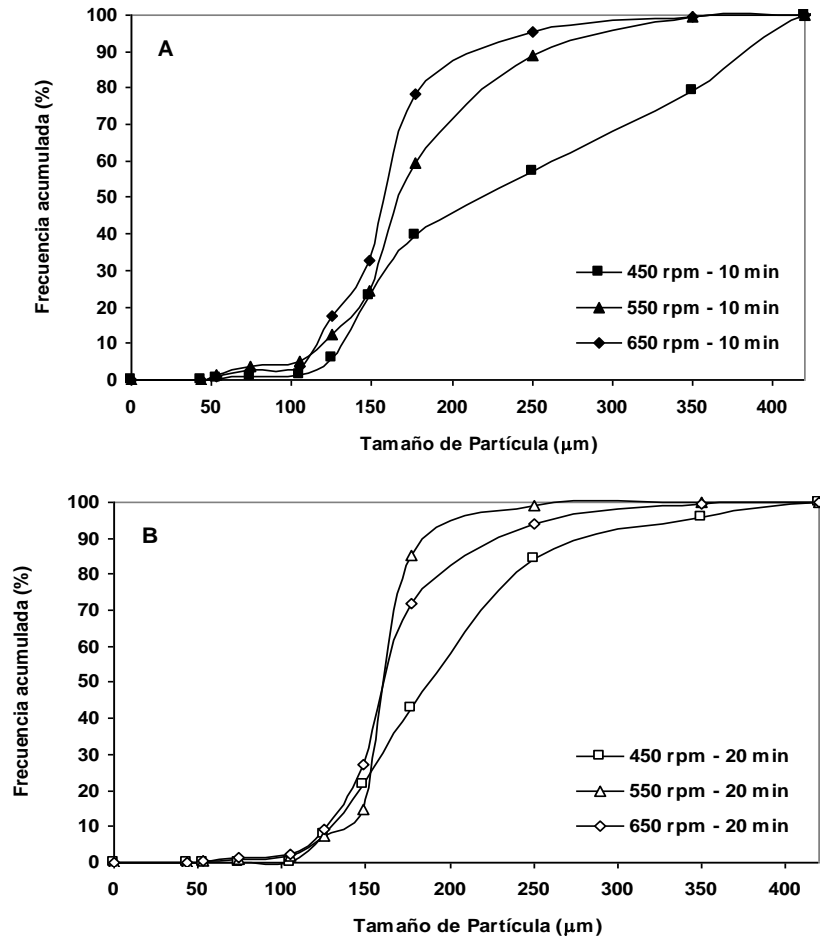 A
Frecuencia acumulada (%)
100
90
80
70
60
50
40
30
20
10
0
450 rpm - 10 min
550 rpm - 10 min
650 rpm - 10 min
0 50 100 150 200 250 300 350 400
Tamaño de Partícula (μm)
B
Frecuencia acumulada (%)
100
90
80
70
60
50
40
30
20
10
0
450 rpm - 20 min
550 rpm - 20 min
650 rpm - 20 min
0 50 100 150 200 250 300 350 400
Tamaño de Partícula (μm)